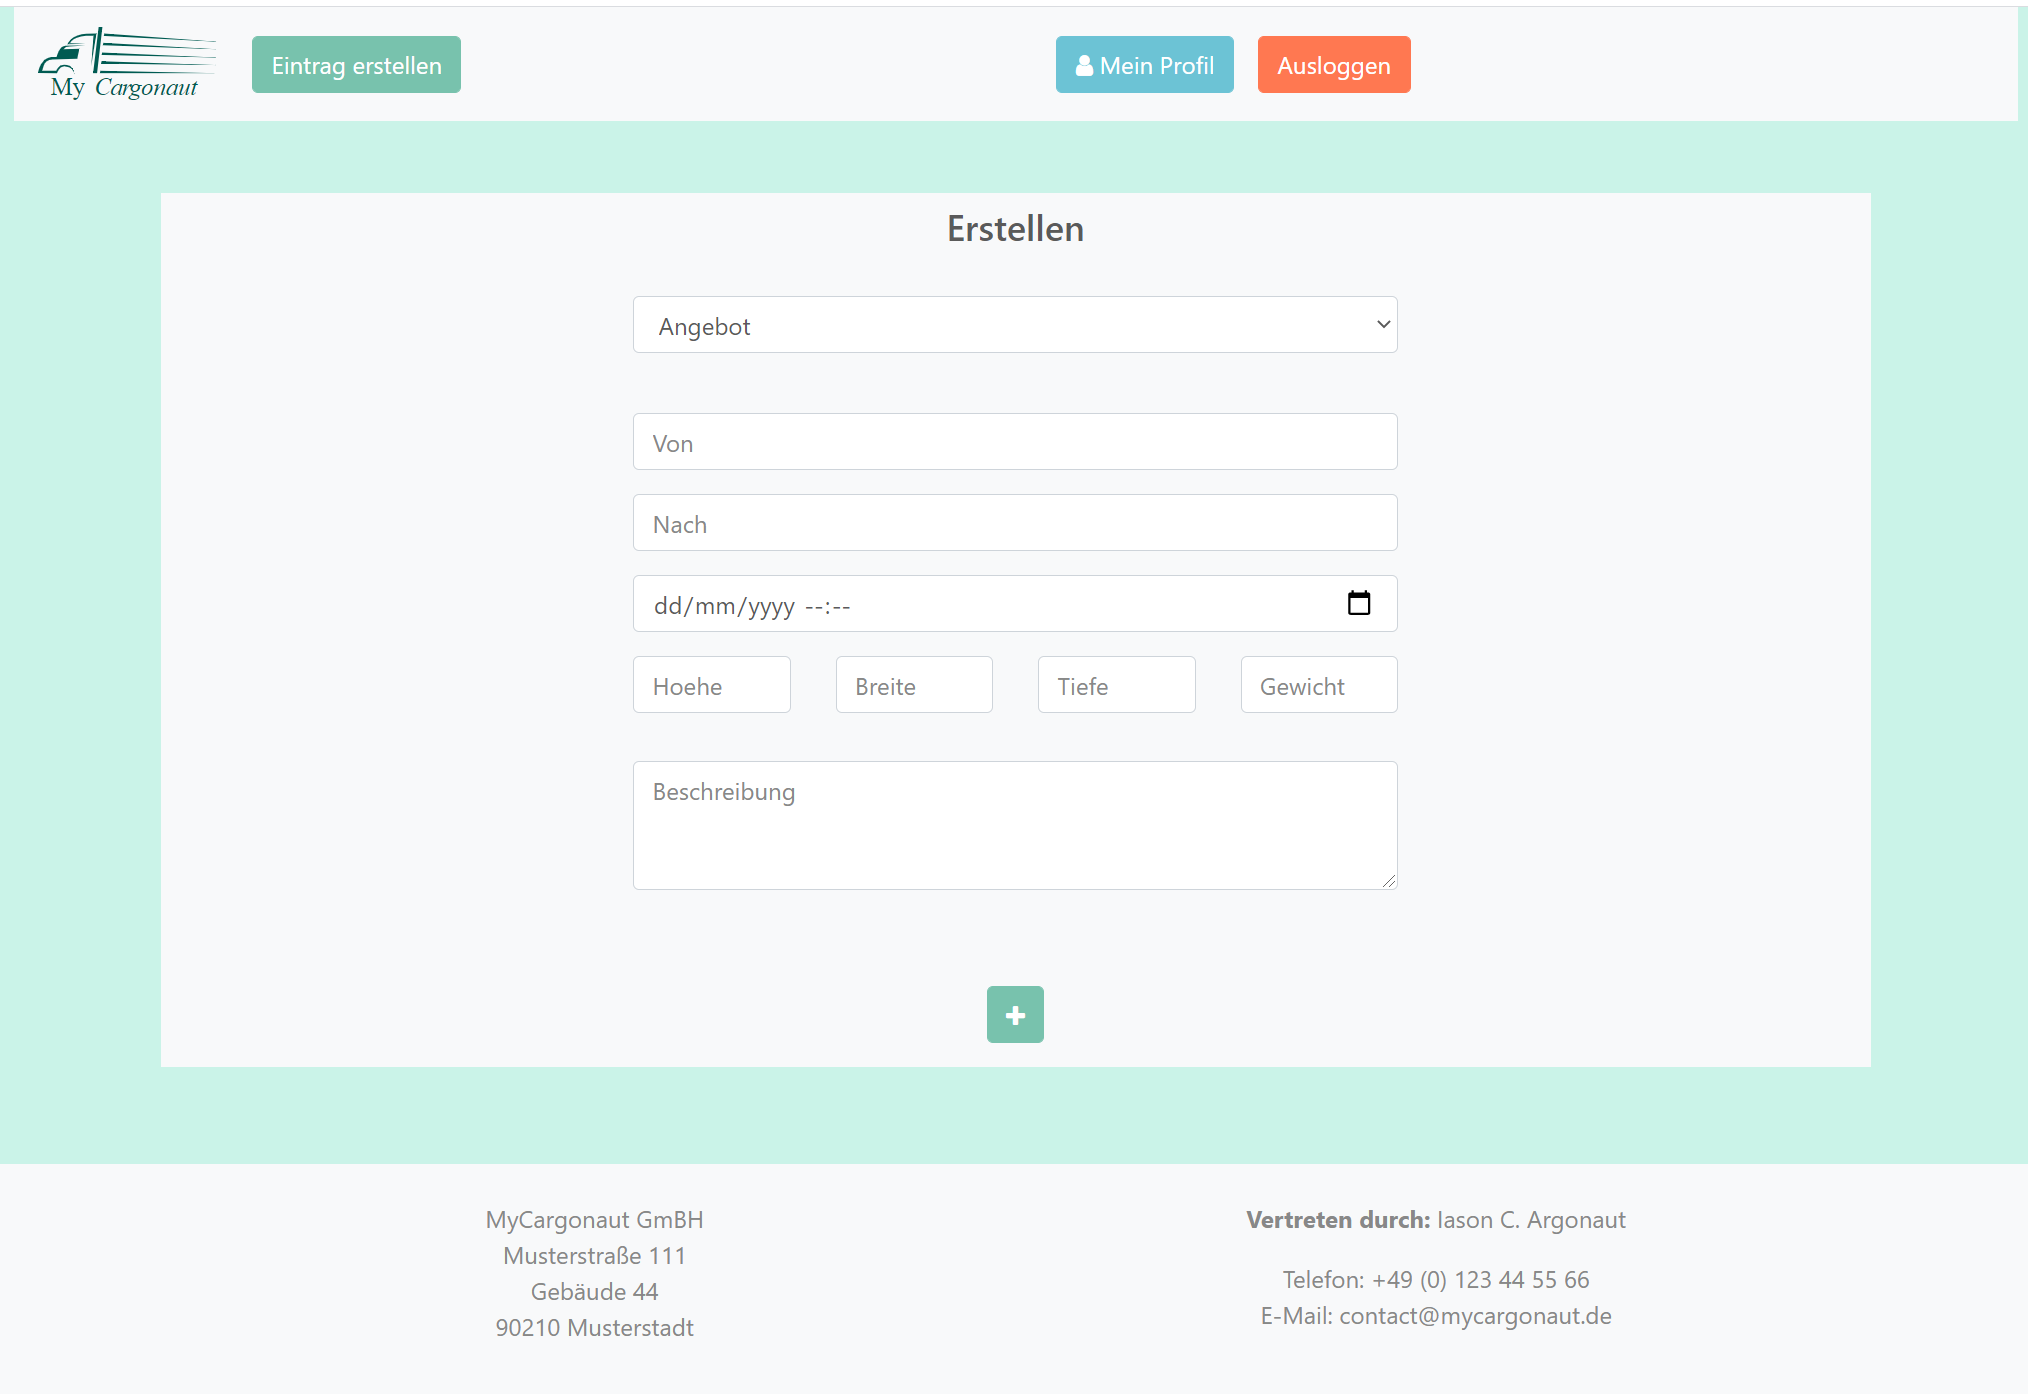 My Cargonaut
Eintrag erstellen
Mein Profil
Ausloggen
Erstellen
Angebot
Von
Nach
dd/mm/yyyy --:--
Hoehe
Breite
Tiefe
Gewicht
Beschreibung
MyCargonaut GmBH
Musterstraße 111
Gebäude 44
90210 Musterstadt
Vertreten durch: Iason C. Argonaut
Telefon: +49 (0) 123 44 55 66
E-Mail: contact@mycargonaut.de